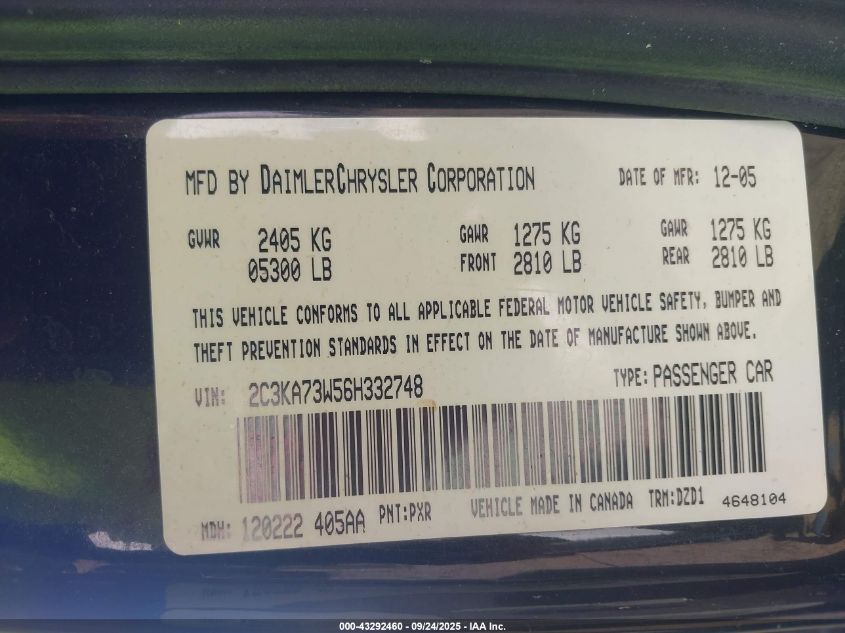 MFD BY DAIMLERCHRYSLER CORPORATION DATE OF MFR: 12-05
GVWR 2405 KG GAWR 1275 KG GAWR 1275 KG
05300 LB FRONT 2810 LB REAR 2810 LB
THIS VEHICLE CONFORMS TO ALL APPLICABLE FEDERAL MOTOR VEHICLE SAFETY, BUMPER AND
THEFT PREVENTION STANDARDS IN EFFECT ON THE DATE OF MANUFACTURE SHOWN ABOVE.
VIN: 2C3KA73W56H332748 TYPE: PASSENGER CAR
MDH: 120222 405AA PNT:PXR VEHICLE MADE IN CANADA TRM:DZD1 4648104
000-43292460 - 09/24/2025 - IAA Inc.